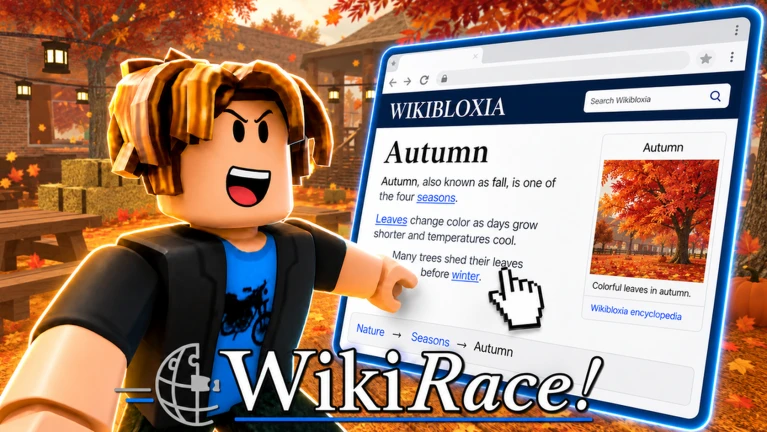 WIKIBLOXIA
Search Wikibloxia
Autumn
Autumn, also known as fall, is one of
the four seasons.
Leaves change color as days grow
shorter and temperatures cool.
Many trees shed their leaves
before winter.
Autumn
Colorful leaves in autumn.
Wikibloxia encyclopedia
Nature → Seasons → Autumn
WikiRace!